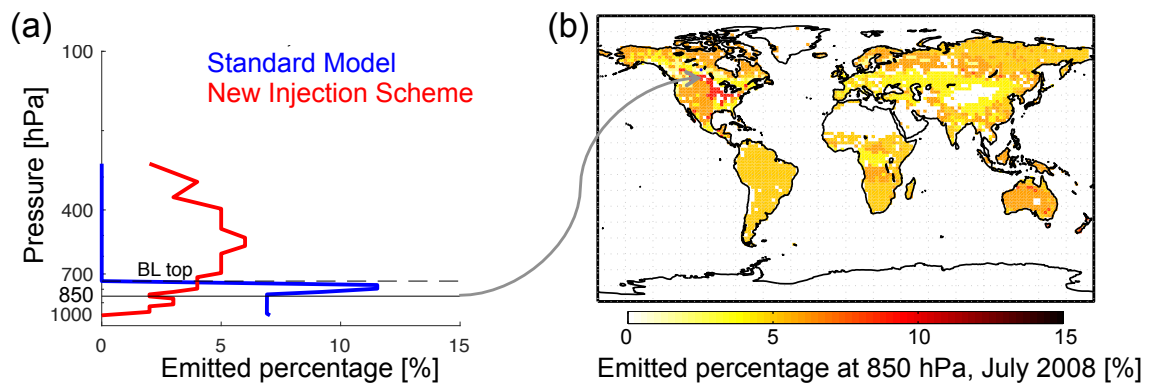 (a)
100
Standard Model
New Injection Scheme
Pressure [hPa]
400
BL top
700
850
1000
0 5 10 15
Emitted percentage [%]
(b)
0 5 10 15
Emitted percentage at 850 hPa, July 2008 [%]